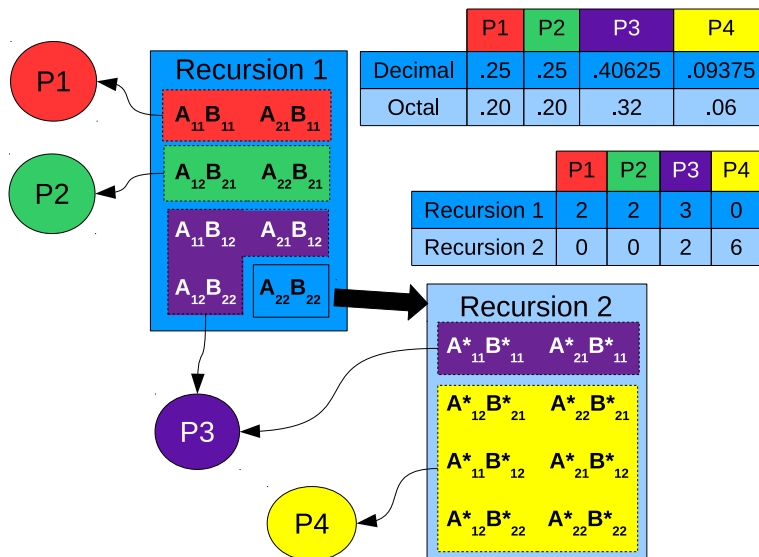 P1 P2 P3 P4
Decimal .25 .25 .40625 .09375
Octal .20 .20 .32 .06
P1 P2 P3 P4
Recursion 1 2 2 3 0
Recursion 2 0 0 2 6
P1
P2
Recursion 1
A₁₁B₁₁ A₂₁B₁₁
A₁₂B₂₁ A₂₂B₂₁
A₁₁B₁₂ A₂₁B₁₂
A₁₂B₂₂ A₂₂B₂₂
Recursion 2
A*₁₁B*₁₁ A*₂₁B*₁₁
A*₁₂B*₂₁ A*₂₂B*₂₁
A*₁₁B*₁₂ A*₂₁B*₁₂
A*₁₂B*₂₂ A*₂₂B*₂₂
P3
P4